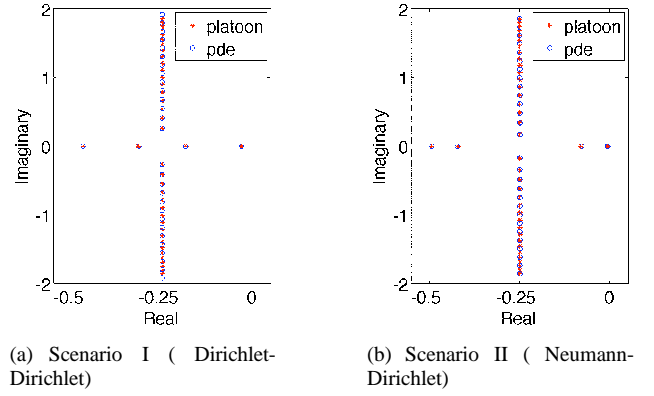 2
1
0
-1
-2
Imaginary
-0.5 -0.25 0
Real
platoon
pde
(a) Scenario I ( Dirichlet-
Dirichlet)
2
1
0
-1
-2
Imaginary
-0.5 -0.25 0
Real
platoon
pde
(b) Scenario II ( Neumann-
Dirichlet)